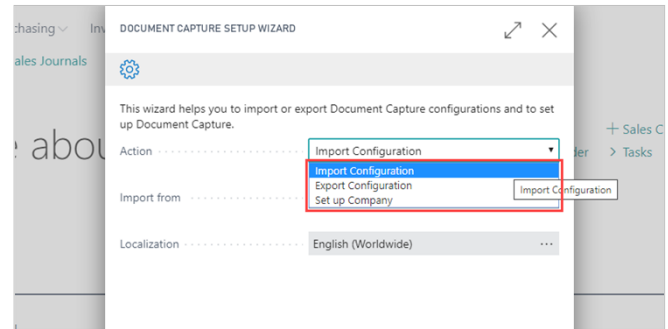 chasing
Inv
DOCUMENT CAPTURE SETUP WIZARD
ales Journals
This wizard helps you to import or export Document Capture configurations and to set
up Document Capture.
+ Sales C
abou
Action
Import Configuration
der
> Tasks
Import Configuration
Export Configuration
Import Configuration
Import from
Set up Company
Localization
English (Worldwide)
...